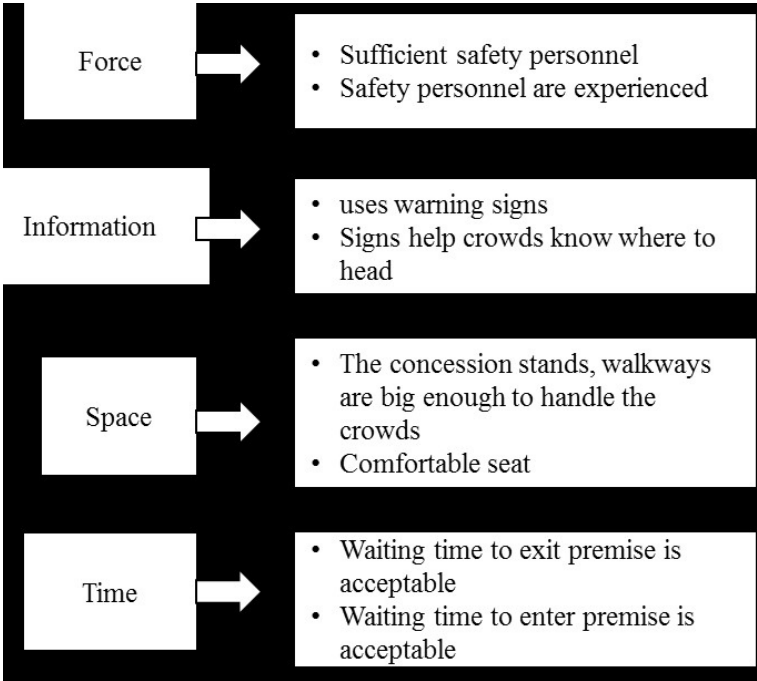 Force
• Sufficient safety personnel
• Safety personnel are experienced
Information
• uses warning signs
• Signs help crowds know where to
head
Space
• The concession stands, walkways
are big enough to handle the
crowds
• Comfortable seat
Time
• Waiting time to exit premise is
acceptable
• Waiting time to enter premise is
acceptable